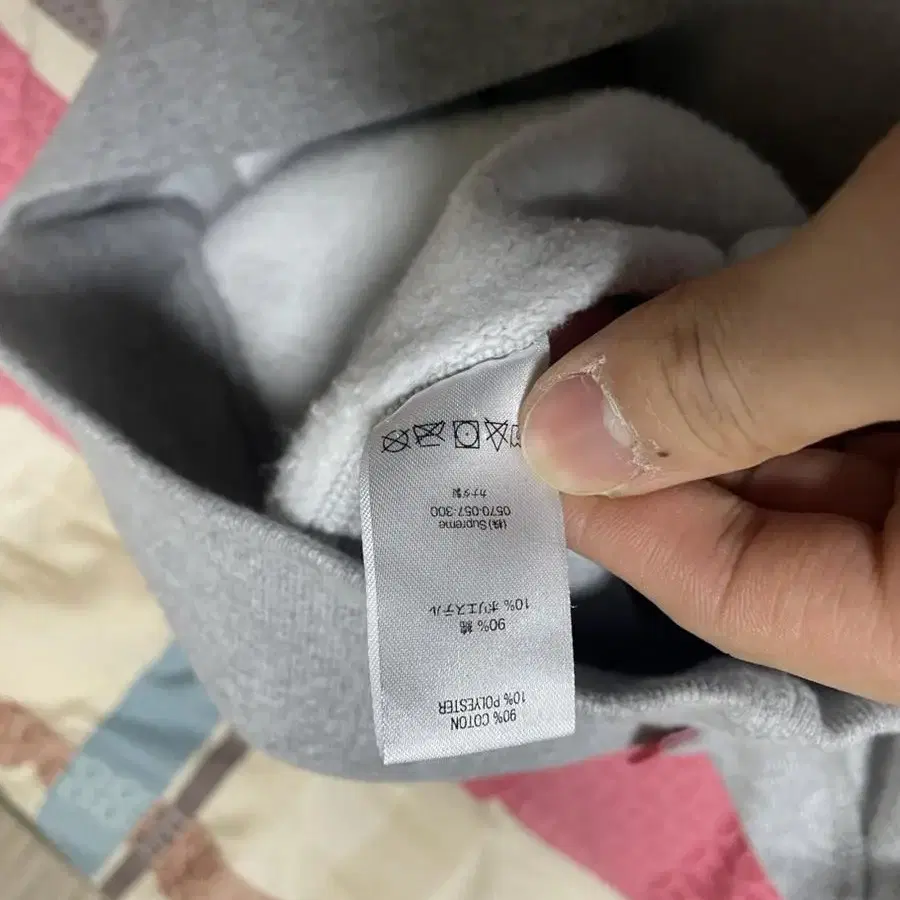 90% COTTON
10% POLYESTER
90% 綿
10% ポリエステル
(株)Supreme
0570-057-300
カナダ製